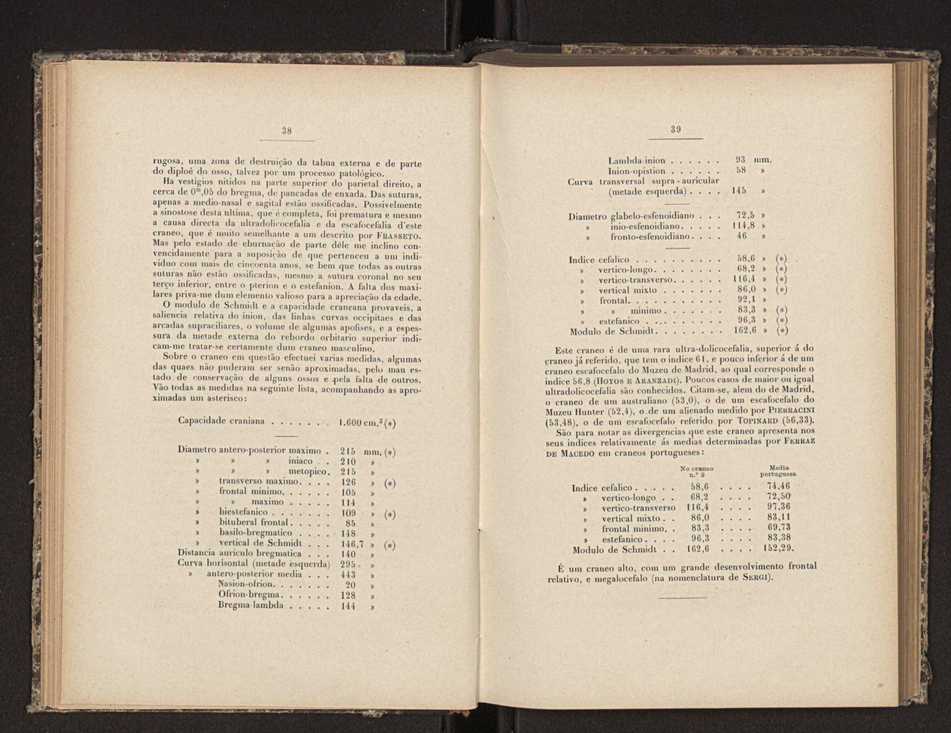 38
rugosa, uma zona de destruição da tabua externa e de parte
do diploé do osso, talvez por um processo patológico.
Ha vestigios nitidos na parte superior do parietal direito, a
cerca de 0ᵐ,05 do bregma, de pancadas de enxada. Das suturas,
apenas a medio-nasal e sagital estão ossificadas. Possivelmente
a sinostose desta ultima, que é completa, foi prematura e mesmo
a causa directa da ultradolicocefalia e da escafocefalia d'este
craneo, que é muito semelhante a um descrito por FRASSETO.
Mas pelo estado de eburnação de parte déle me inclino con-
vencidamente para a suposição de que pertenceu a um indi-
viduo com mais de cincoenta anos, se bem que todas as outras
suturas não estão ossificadas, mesmo a sutura coronal no seu
terço inferior, entre o pterion e o estefanion. A falta dos maxi-
lares priva-me dum elemento valioso para a apreciação da edade.
O modulo de Schmidt e a capacidade craneana provaveis, a
saliencia relativa do inion, das linhas curvas occipitaes e das
arcadas supraciliares, o volume de algumas apofises, e a espes-
sura da metade externa do rebordo orbitario superior indi-
cam-me tratar-se certamente dum craneo masculino.
Sobre o craneo em questão efectuei varias medidas, algumas
das quaes não puderam ser senão aproximadas, pelo mau es-
tado de conservação de alguns ossos e pela falta de outros.
Vão todas as medidas na seguinte lista, acompanhando as apro-
ximadas um asterisco:
Capacidade craniana . . . . . . . 1.600 cm.³(*)
Diametro antero-posterior maximo . 215 mm. (*)
» » » iniaco . . 210 »
» » » metopico. 215 »
» transverso maximo. . . . 126 » (*)
» frontal minimo. . . . . . 105 »
» » maximo . . . . . 114 »
» biestefanico . . . . . . . . 109 » (*)
» bituberal frontal. . . . . 85 »
» basilo-bregmatico . . . . 148 »
» vertical de Schmidt . . . 146,7 » (*)
Distancia auriculo bregmatica . . . 140 »
Curva horisontal (metade esquerda) 295 »
» antero-posterior media . . . 443 »
Nasion-ofrion. . . . . . . 20 »
Ofrion-bregma. . . . . . 128 »
Bregma-lambda . . . . . 144 »
39
Lambda-inion . . . . . . 93 mm.
Inion-opistion . . . . . . 58 »
Curva transversal supra-auricular
(metade esquerda) . . . . 145 »
Diametro glabelo-esfenoidiano . . . 72,5 »
» inio-esfenoidiano. . . . . 114,8 »
» fronto-esfenoidiano. . . . 46 »
Indice cefalico . . . . . . . . . . 58,6 » (*)
» vertico-longo. . . . . . . . 68,2 » (*)
» vertico-transverso. . . . . . 116,4 » (*)
» vertical mixto . . . . . . . 86,0 » (*)
» frontal. . . . . . . . . . . 92,1 »
» » minimo . . . . . . . 83,3 » (*)
» estefanico . . . . . . . . . 96,3 » (*)
Modulo de Schmidt. . . . . . . . 162,6 » (*)
Este craneo é de uma rara ultra-dolicocefalia, superior á do
craneo já referido, que tem o indice 61, e pouco inferior á de um
craneo escafocefalo do Muzeu de Madrid, ao qual corresponde o
indice 56,8 (HOYOS E ARANZADI). Poucos casos de maior ou igual
ultradolicocefalia são conhecidos. Citam-se, alem do de Madrid,
o craneo de um australiano (53,0), o de um escafocefalo do
Muzeu Hunter (52,4), o de um alienado medido por PIERRACINI
(53,48), o de um escafocefalo referido por TOPINARD (56,33).
São para notar as divergencias que este craneo apresenta nos
seus indices relativamente ás medias determinadas por FERRAZ
DE MACEDO em craneos portugueses:
No craneo n.º 2 Media portuguesa
Indice cefalico . . . . . 58,6 . . . . 74,46
» vertico-longo . . 68,2 . . . . 72,50
» vertico-transverso 116,4 . . . . 97,36
» vertical mixto . . 86,0 . . . . 83,11
» frontal minimo. . 83,3 . . . . 69,73
» estefanico . . . . 96,3 . . . . 83,38
Modulo de Schmidt . . 162,6 . . . . 152,29.
É um craneo alto, com um grande desenvolvimento frontal
relativo, e megalocefalo (na nomenclatura de SERGI).